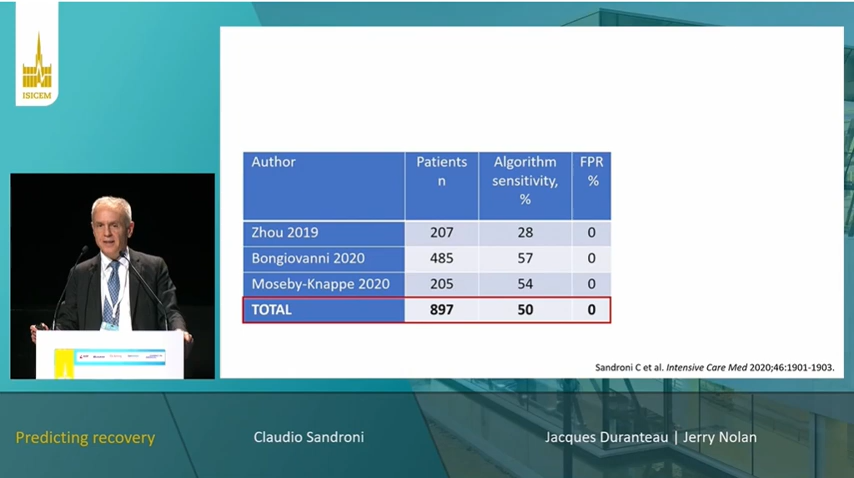 ISICEM
Author Patients n Algorithm sensitivity, % FPR %
Zhou 2019 207 28 0
Bongiovanni 2020 485 57 0
Moseby-Knappe 2020 205 54 0
TOTAL 897 50 0
Sandroni C et al. Intensive Care Med 2020;46:1901-1903.
Predicting recovery Claudio Sandroni Jacques Duranteau | Jerry Nolan